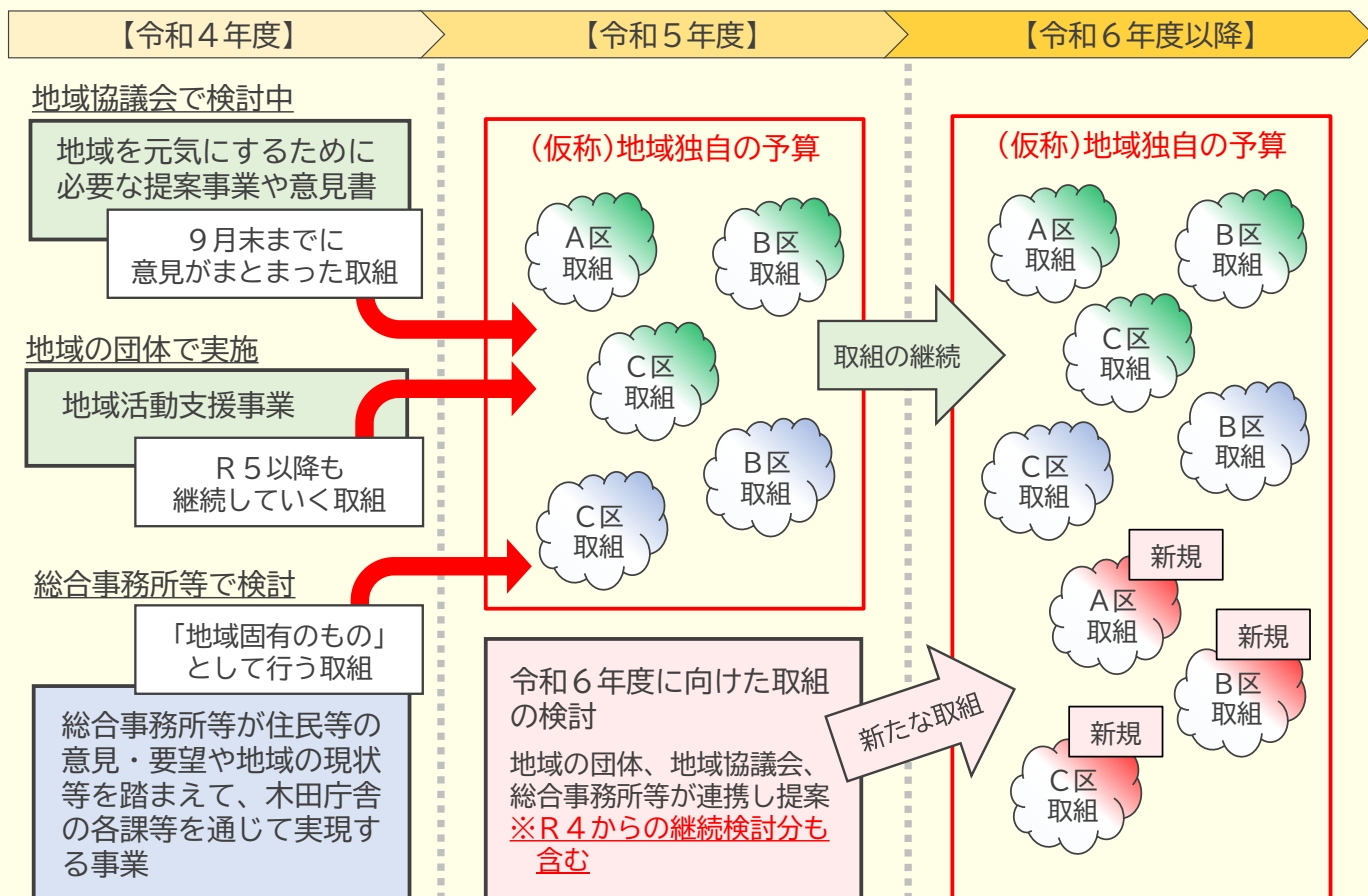 【令和４年度】
【令和５年度】
【令和６年度以降】
地域協議会で検討中
地域を元気にするために
必要な提案事業や意見書
９月末までに
意見がまとまった取組
地域の団体で実施
地域活動支援事業
Ｒ５以降も
継続していく取組
総合事務所等で検討
「地域固有のもの」
として行う取組
総合事務所等が住民等の
意見・要望や地域の現状
等を踏まえて、木田庁舎
の各課等を通じて実現す
る事業
(仮称)地域独自の予算
Ａ区
取組
Ｂ区
取組
Ｃ区
取組
Ｂ区
取組
Ｃ区
取組
令和６年度に向けた取組
の検討
地域の団体、地域協議会、
総合事務所等が連携し提案
※Ｒ４からの継続検討分も
含む
取組の継続
新たな取組
(仮称)地域独自の予算
Ａ区
取組
Ｂ区
取組
Ｃ区
取組
Ｂ区
取組
Ｃ区
取組
新規
Ａ区
取組
新規
Ｂ区
取組
新規
Ｃ区
取組